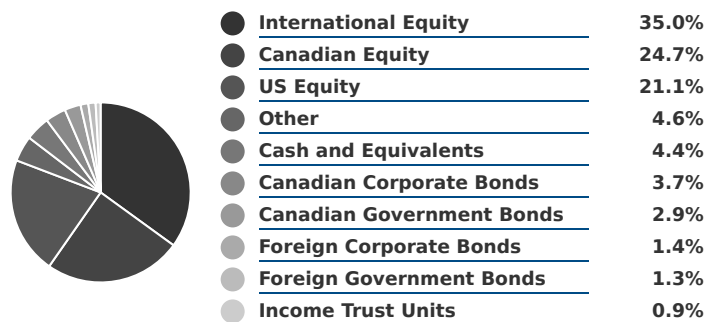 International Equity 35.0%
Canadian Equity 24.7%
US Equity 21.1%
Other 4.6%
Cash and Equivalents 4.4%
Canadian Corporate Bonds 3.7%
Canadian Government Bonds 2.9%
Foreign Corporate Bonds 1.4%
Foreign Government Bonds 1.3%
Income Trust Units 0.9%